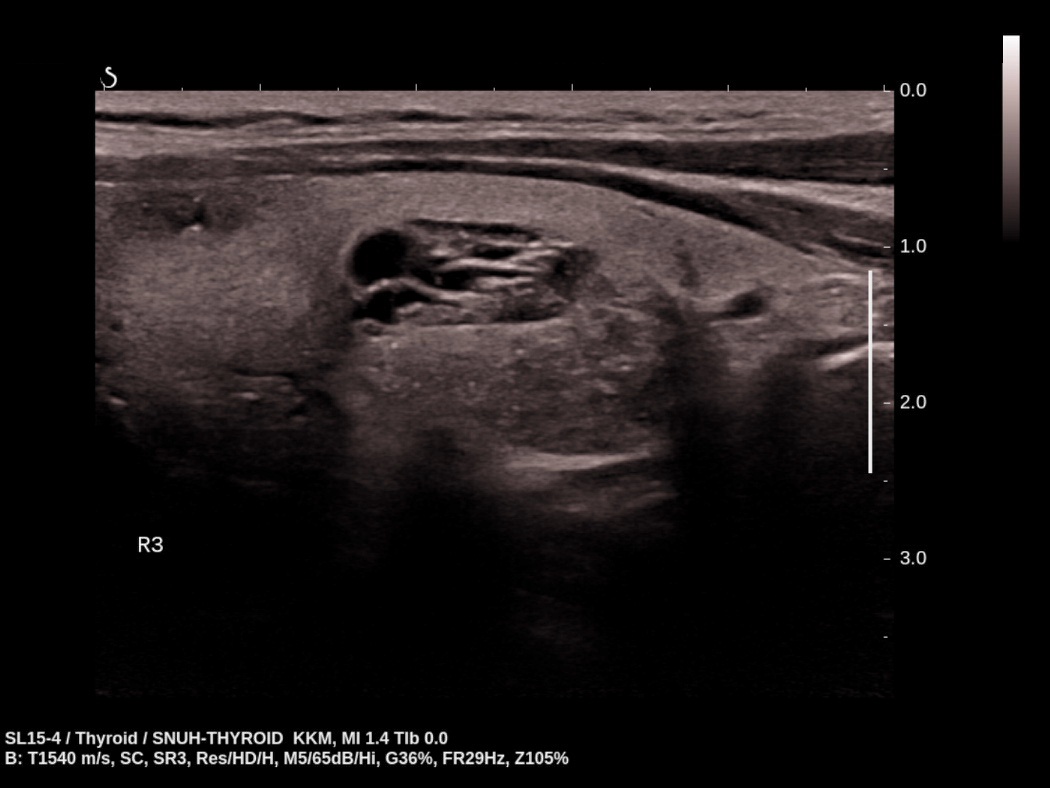 S
0.0
1.0
2.0
3.0
R3
SL15-4 / Thyroid / SNUH-THYROID  KKM, MI 1.4 TIb 0.0
B: T1540 m/s, SC, SR3, Res/HD/H, M5/65dB/Hi, G36%, FR29Hz, Z105%